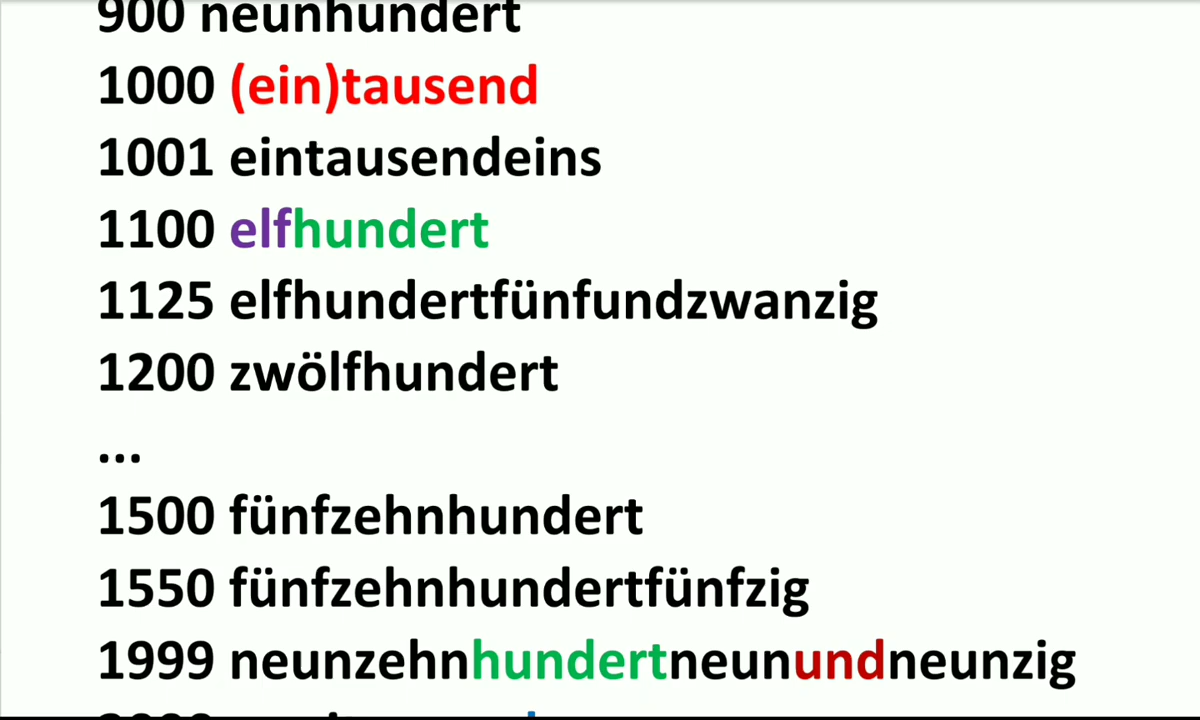 900 neunhundert
1000 (ein)tausend
1001 eintausendeins
1100 elfhundert
1125 elfhundertfünfundzwanzig
1200 zwölfhundert
...
1500 fünfzehnhundert
1550 fünfzehnhundertfünfzig
1999 neunzehnhundertneunundneunzig